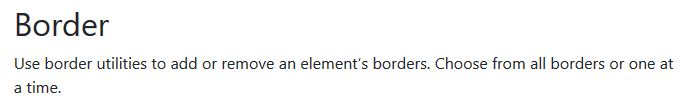 Border
Use border utilities to add or remove an element’s borders. Choose from all borders or one at
a time.